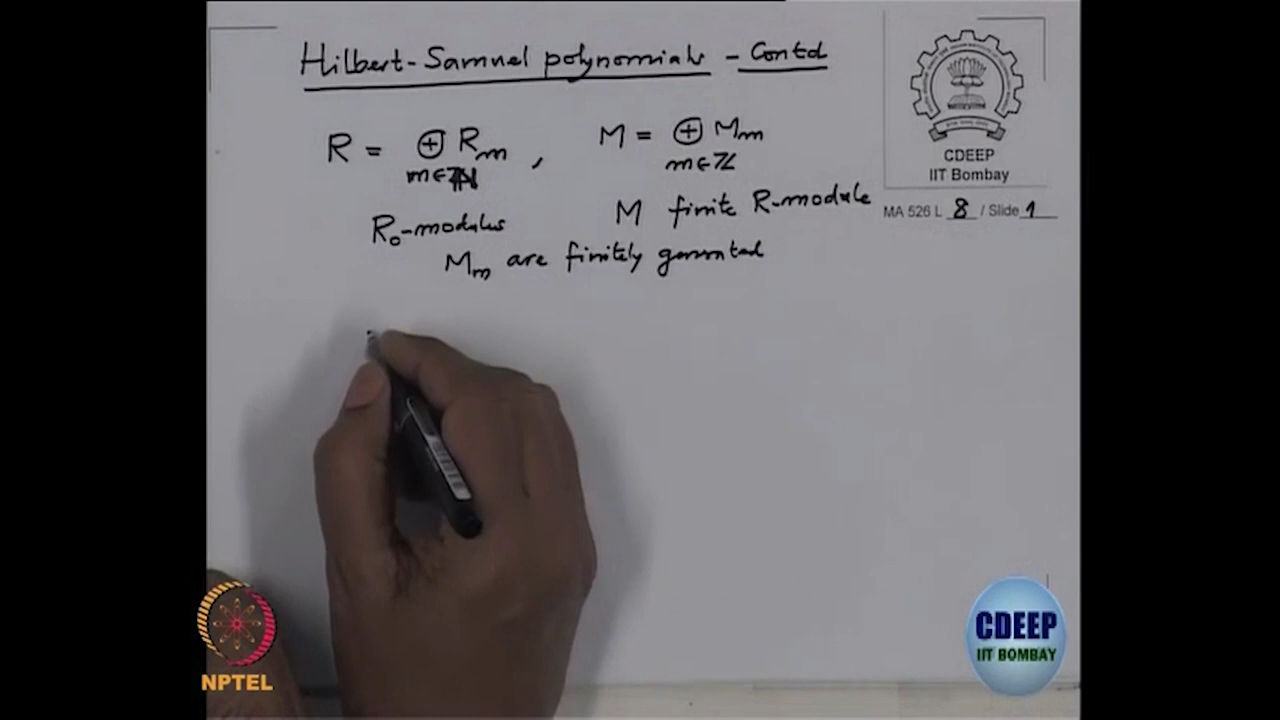 Hilbert-Samuel polynomials - Contd
R = ⊕ R_m , M = ⊕ M_m
m∈ℕ m∈ℤ
M finite R-module
R₀-modules
M_m are finitely generated
CDEEP
IIT Bombay
MA 526 L 8 / Slide 1
NPTEL
CDEEP
IIT BOMBAY